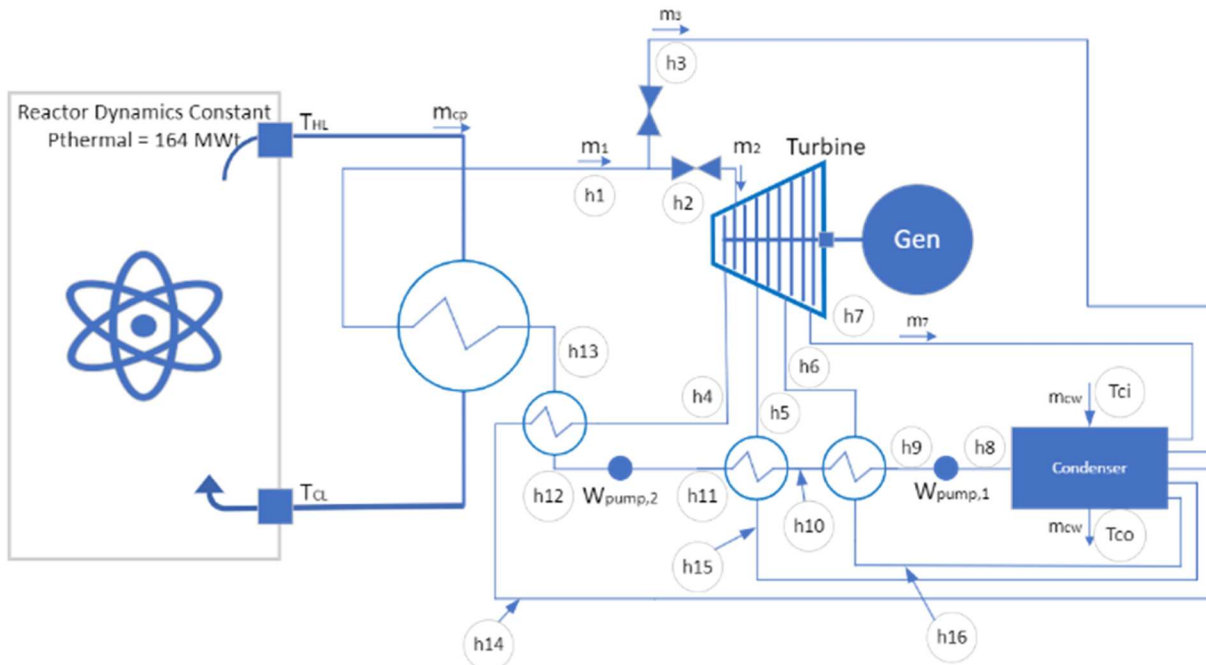 m3
h3
Reactor Dynamics Constant
Pthermal = 164 MWt
THL
mcp
m1
m2
Turbine
h1
h2
Gen
h7
m7
h13
h6
h4
h5
mcw
Tci
h9
h8
Condenser
TCL
h12
Wpump,2
h11
h10
Wpump,1
mcw
Tco
h15
h14
h16